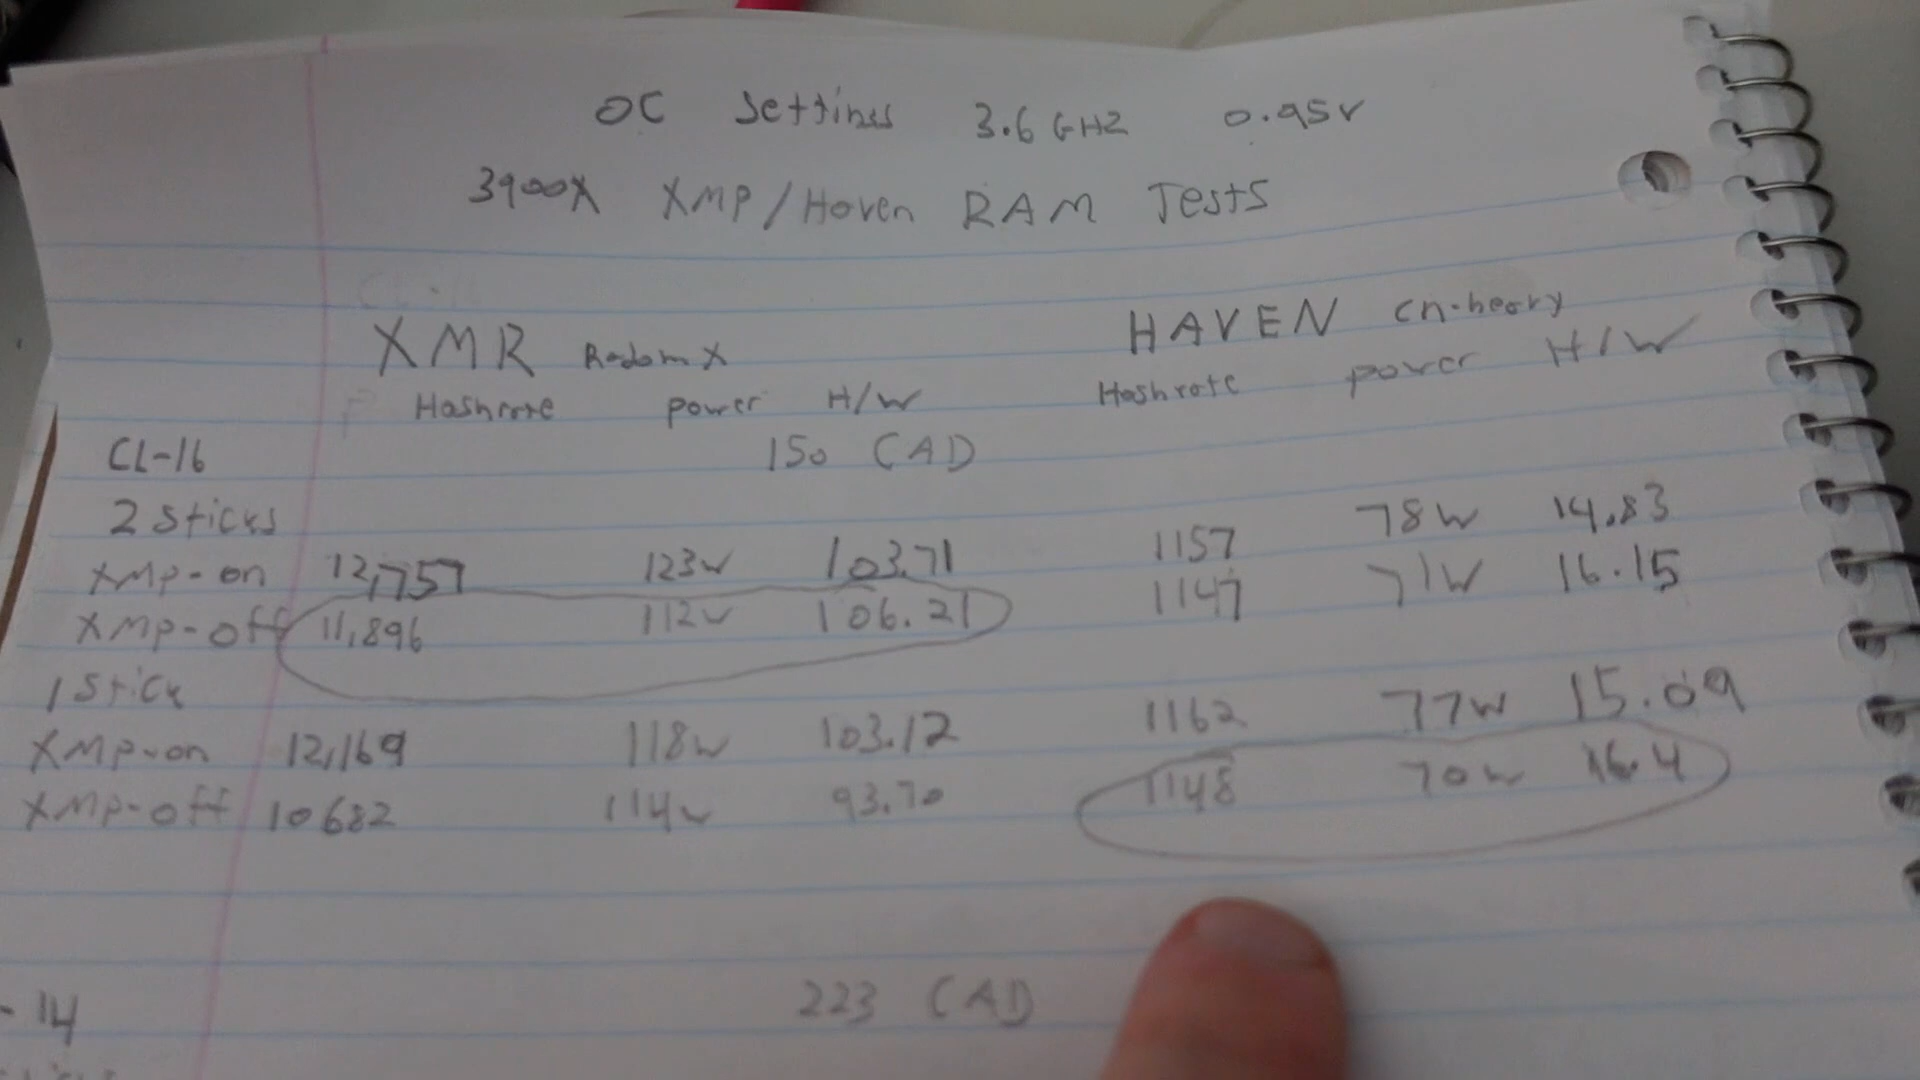 OC Settings 3.6 GHZ 0.95v
3900X XMP/Haven RAM Tests
XMR RadomX HAVEN cn-heavy
Hashrate power H/W Hashrate power H/W
CL-16 150 CAD
2 Sticks
XMP-on 12,757 123w 103.71 1157 78w 14.83
XMP-off 11,896 112w 106.21 1147 71w 16.15
1 Stick
XMP-on 12,169 118w 103.12 1162 77w 15.09
XMP-off 10682 114w 93.70 1148 70w 16.4
-14 223 CAD